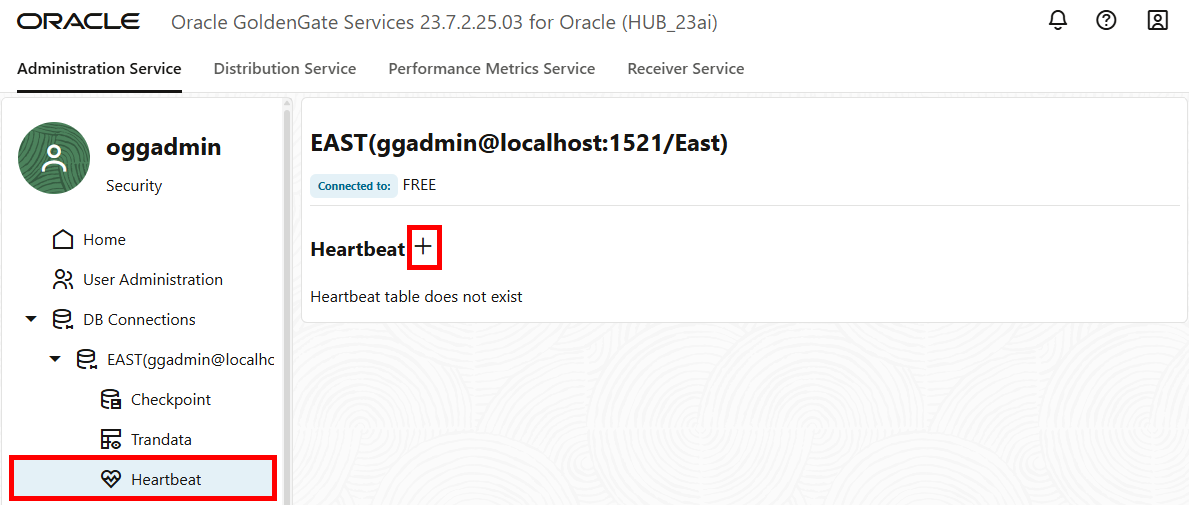 ORACLE Oracle GoldenGate Services 23.7.2.25.03 for Oracle (HUB_23ai)
Administration Service Distribution Service Performance Metrics Service Receiver Service
oggadmin
Security
Home
User Administration
DB Connections
EAST(ggadmin@localhc
Checkpoint
Trandata
Heartbeat
EAST(ggadmin@localhost:1521/East)
Connected to: FREE
Heartbeat
Heartbeat table does not exist